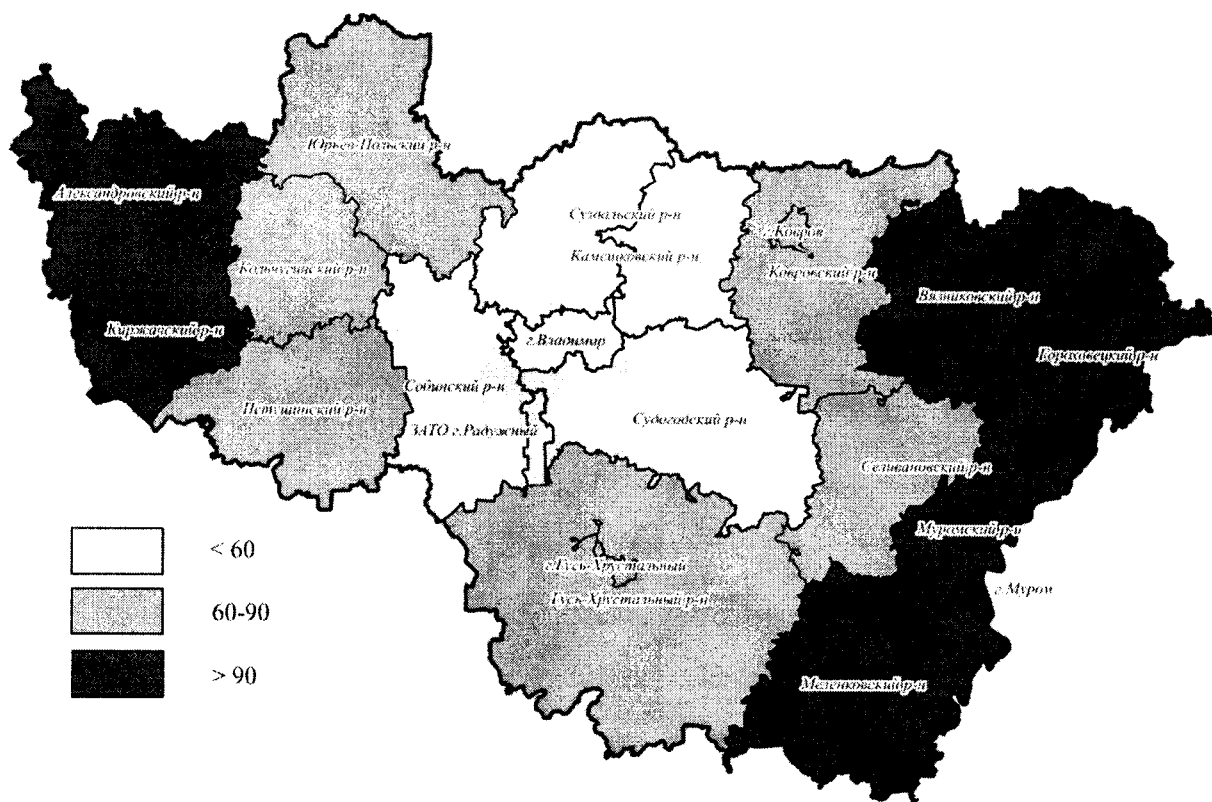 Юрьев-Польский р-н
Александровский р-н
Суздальский р-н
г.Ковров
Камешковский р-н
Кольчугинский р-н
Ковровский р-н
Вязниковский р-н
Киржачский р-н
г.Владимир
Гороховецкий р-н
Собинский р-н
Петушинский р-н
Судогодский р-н
ЗАТО г.Радужный
Селивановский р-н
< 60
Муромский р-н
г.Гусь-Хрустальный
г.Муром
Гусь-Хрустальный р-н
60-90
> 90
Меленковский р-н